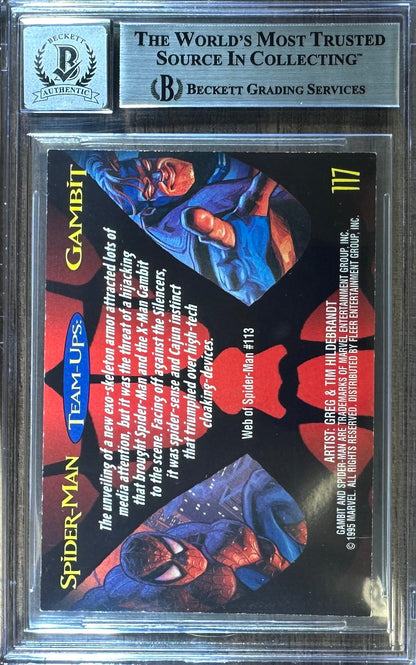 BECKETT
B
AUTHENTIC
THE WORLD'S MOST TRUSTED
SOURCE IN COLLECTING™
B BECKETT GRADING SERVICES
SPIDER-MAN TEAM-UPS: GAMBIT
117
The unveiling of a new exo-skeleton armor attracted lots of
media attention, but it was the threat of a hijacking
that brought Spider-Man and the X-Man Gambit
to the scene. Facing off against the Silencers,
it was spider-sense and Cajun instinct
that triumphed over high-tech
cloaking-devices.
Web of Spider-Man #113
ARTIST: GREG & TIM HILDEBRANDT
GAMBIT AND SPIDER-MAN ARE TRADEMARKS OF MARVEL ENTERTAINMENT GROUP, INC.
© 1995 MARVEL. ALL RIGHTS RESERVED. DISTRIBUTED BY FLEER ENTERTAINMENT GROUP, INC.